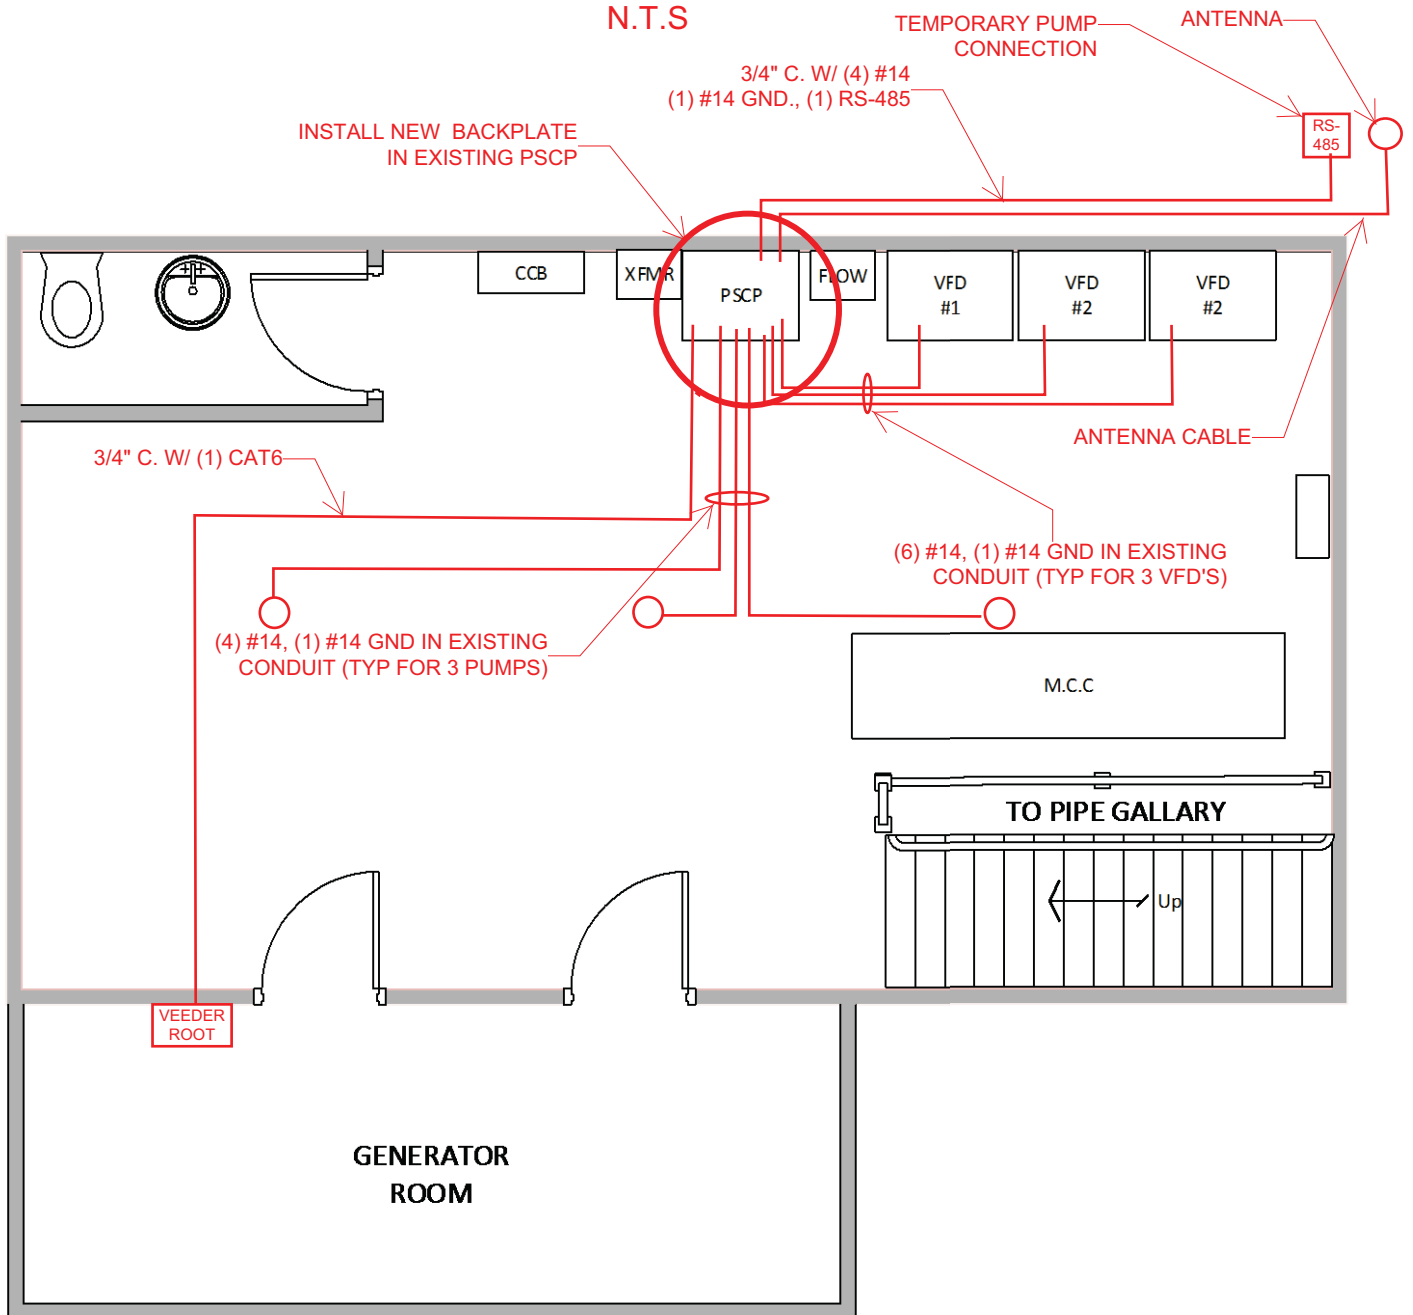 N.T.S
TEMPORARY PUMP
CONNECTION
ANTENNA
3/4" C. W/ (4) #14
(1) #14 GND., (1) RS-485
RS-
485
INSTALL NEW BACKPLATE
IN EXISTING PSCP
CCB
XFMR
PSCP
FLOW
VFD
#1
VFD
#2
VFD
#2
3/4" C. W/ (1) CAT6
ANTENNA CABLE
(6) #14, (1) #14 GND IN EXISTING
CONDUIT (TYP FOR 3 VFD'S)
(4) #14, (1) #14 GND IN EXISTING
CONDUIT (TYP FOR 3 PUMPS)
M.C.C
TO PIPE GALLARY
Up
VEEDER
ROOT
GENERATOR
ROOM